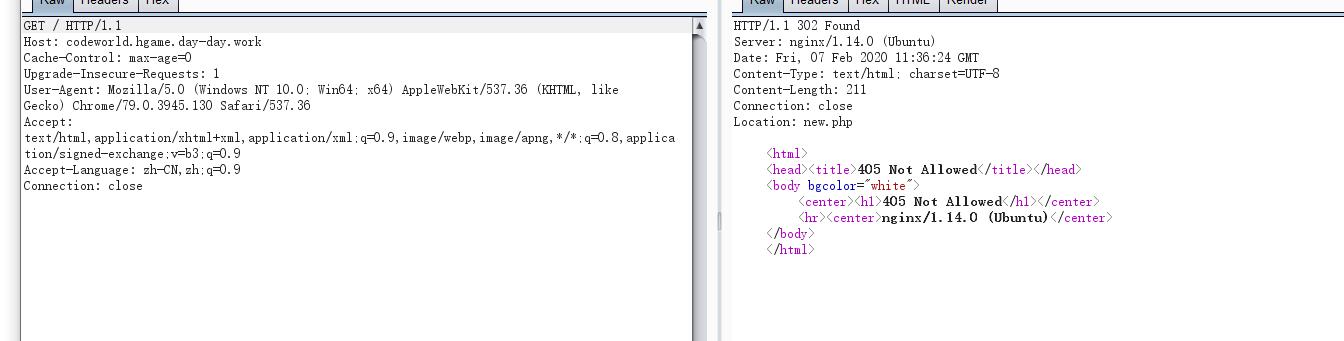 Raw Headers Hex
GET / HTTP/1.1
Host: codeworld.hgame.day-day.work
Cache-Control: max-age=0
Upgrade-Insecure-Requests: 1
User-Agent: Mozilla/5.0 (Windows NT 10.0; Win64; x64) AppleWebKit/537.36 (KHTML, like
Gecko) Chrome/79.0.3945.130 Safari/537.36
Accept:
text/html,application/xhtml+xml,application/xml;q=0.9,image/webp,image/apng,*/*;q=0.8,applica
tion/signed-exchange;v=b3;q=0.9
Accept-Language: zh-CN,zh;q=0.9
Connection: close
Raw Headers Hex HTML Render
HTTP/1.1 302 Found
Server: nginx/1.14.0 (Ubuntu)
Date: Fri, 07 Feb 2020 11:36:24 GMT
Content-Type: text/html; charset=UTF-8
Content-Length: 211
Connection: close
Location: new.php
<html>
<head><title>405 Not Allowed</title></head>
<body bgcolor="white">
<center><h1>405 Not Allowed</h1></center>
<hr><center>nginx/1.14.0 (Ubuntu)</center>
</body>
</html>